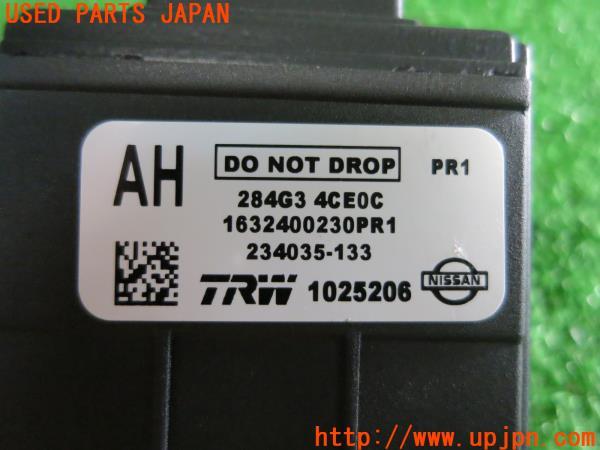 USED PARTS JAPAN
AH
DO NOT DROP
PR1
284G3 4CE0C
1632400230PR1
234035-133
TRW 1025206 NISSAN
http://www.upjpn.com